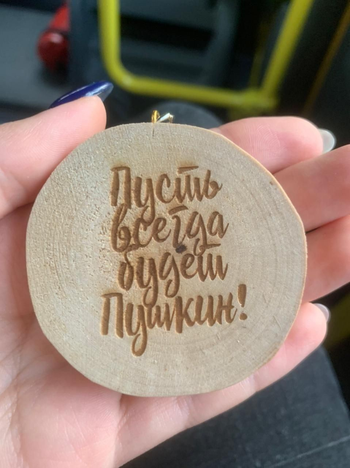 Пусть
всегда
будет
Пушкин!